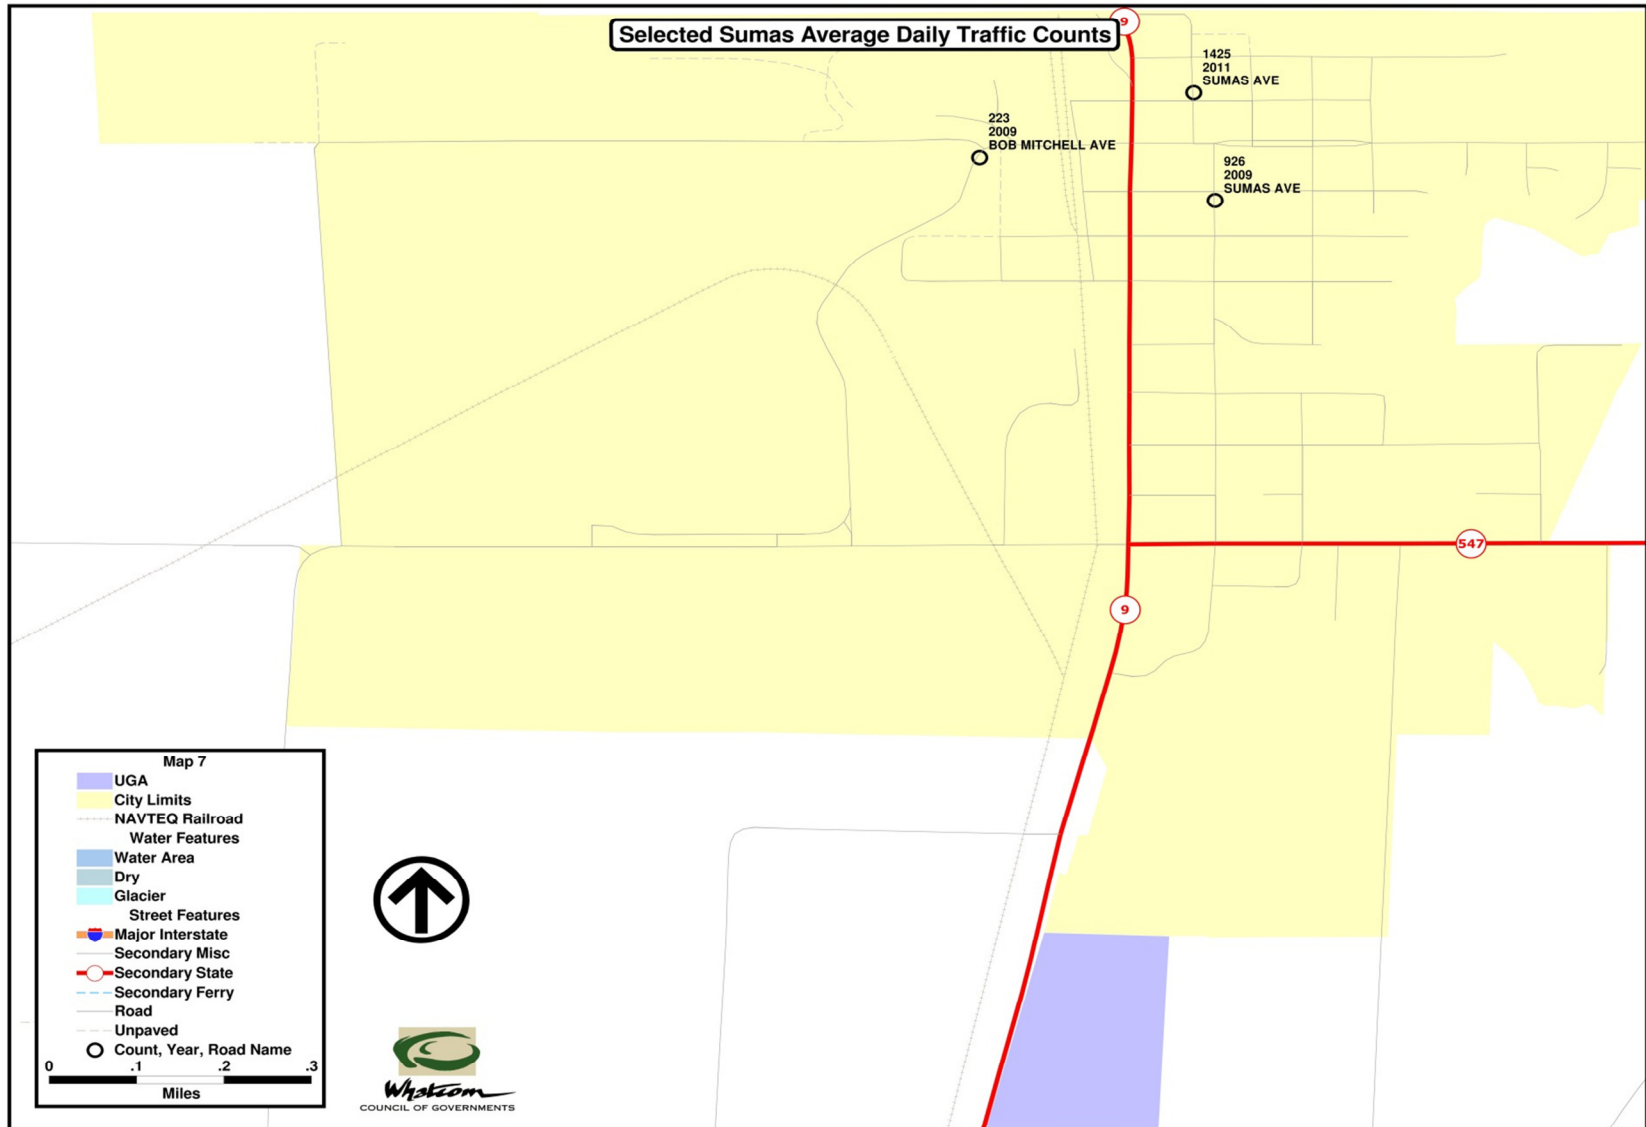 Selected Sumas Average Daily Traffic Counts
9
1425
2011
SUMAS AVE
223
2009
BOB MITCHELL AVE
926
2009
SUMAS AVE
547
9
Map 7
UGA
City Limits
NAVTEQ Railroad
Water Features
Water Area
Dry
Glacier
Street Features
Major Interstate
Secondary Misc
Secondary State
Secondary Ferry
Road
Unpaved
Count, Year, Road Name
0 .1 .2 .3
Miles
Whatcom
COUNCIL OF GOVERNMENTS